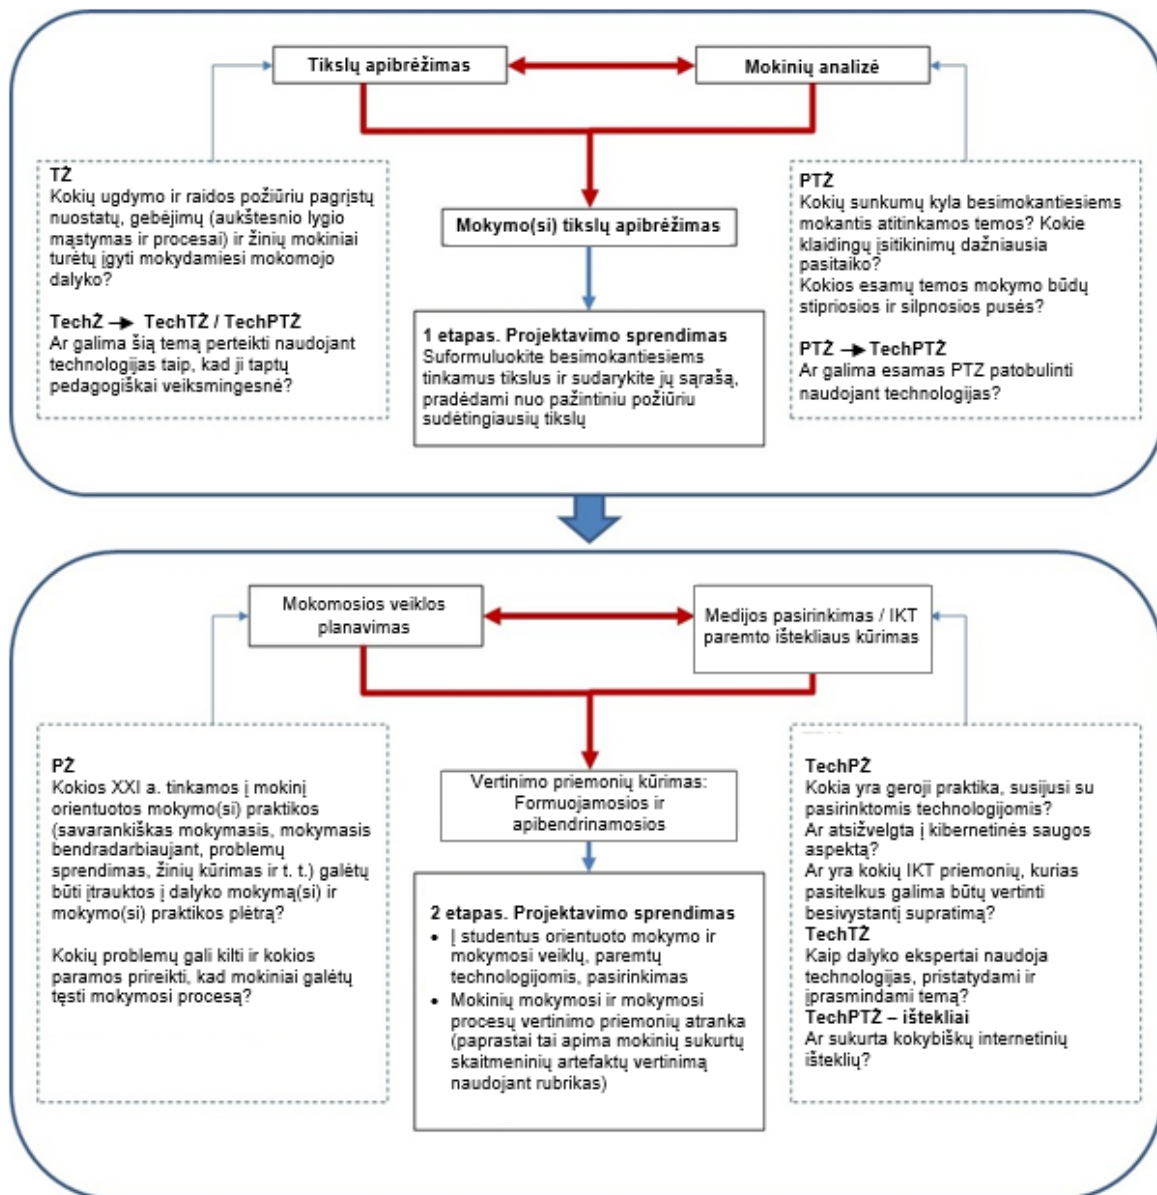 Tikslų apibrėžimas
Mokinių analizė
TŽ
Kokių ugdymo ir raidos požiūriu pagrįstų
nuostatų, gebėjimų (aukštesnio lygio
mąstymas ir procesai) ir žinių mokiniai
turėtų įgyti mokydamiesi mokomojo
dalyko?
TechŽ → TechTŽ / TechPTŽ
Ar galima šią temą perteikti naudojant
technologijas taip, kad ji taptų
pedagogiškai veiksmingesnė?
Mokymo(si) tikslų apibrėžimas
1 etapas. Projektavimo sprendimas
Suformuluokite besimokantiesiems
tinkamus tikslus ir sudarykite jų sąrašą,
pradėdami nuo pažintiniu požiūriu
sudėtingiausių tikslų
PTŽ
Kokių sunkumų kyla besimokantiesiems
mokantis atitinkamos temos? Kokie
klaidingų įsitikinimų dažniausia
pasitaiko?
Kokios esamų temos mokymo būdų
stipriosios ir silpnosios pusės?
PTŽ → TechPTŽ
Ar galima esamas PTZ patobulinti
naudojant technologijas?
Mokomosios veiklos
planavimas
Medijos pasirinkimas / IKT
paremto ištekliaus kūrimas
PŽ
Kokios XXI a. tinkamos į mokinį
orientuotos mokymo(si) praktikos
(savarankiškas mokymasis, mokymasis
bendradarbiaujant, problemų
sprendimas, žinių kūrimas ir t. t.) galėtų
būti įtrauktos į dalyko mokymą(si) ir
mokymo(si) praktikos plėtrą?
Kokių problemų gali kilti ir kokios
paramos prireikti, kad mokiniai galėtų
tęsti mokymosi procesą?
Vertinimo priemonių kūrimas:
Formuojamosios ir
apibendrinamosios
2 etapas. Projektavimo sprendimas
• Į studentus orientuoto mokymo ir
mokymosi veiklų, paremtų
technologijomis, pasirinkimas
• Mokinių mokymosi ir mokymosi
procesų vertinimo priemonių atranka
(paprastai tai apima mokinių sukurtų
skaitmeninių artefaktų vertinimą
naudojant rubrikas)
TechPŽ
Kokia yra geroji praktika, susijusi su
pasirinktomis technologijomis?
Ar atsižvelgta į kibernetinės saugos
aspektą?
Ar yra kokių IKT priemonių, kurias
pasitelkus galima būtų vertinti
besivystantį supratimą?
TechTŽ
Kaip dalyko ekspertai naudoja
technologijas, pristatydami ir
įprasmindami temą?
TechPTŽ – ištekliai
Ar sukurta kokybiškų internetinių
išteklių?